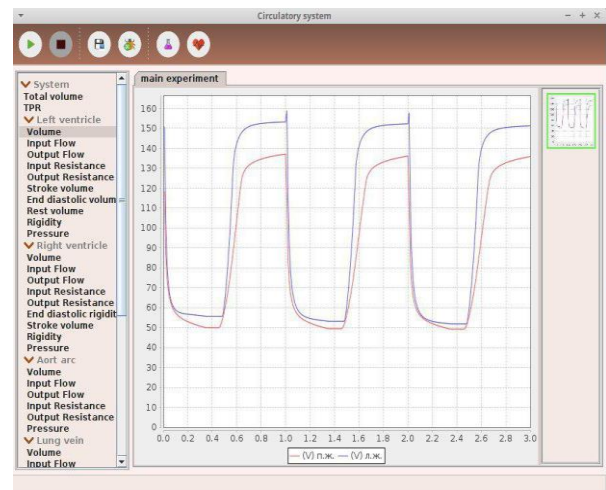 Circulatory system
main experiment
System
Total volume
TPR
Left ventricle
Volume
Input Flow
Output Flow
Input Resistance
Output Resistance
Stroke volume
End diastolic volum
Rest volume
Rigidity
Pressure
Right ventricle
Volume
Input Flow
Output Flow
Input Resistance
Output Resistance
End diastolic rigidit
Stroke volume
Rigidity
Pressure
Aort arc
Volume
Input Flow
Output Flow
Input Resistance
Output Resistance
Pressure
Lung vein
Volume
Input Flow
160
150
140
130
120
110
100
90
80
70
60
50
40
30
20
10
0
0.0 0.2 0.4 0.6 0.8 1.0 1.2 1.4 1.6 1.8 2.0 2.2 2.4 2.6 2.8 3.0
(V) п.ж. (V) л.ж.